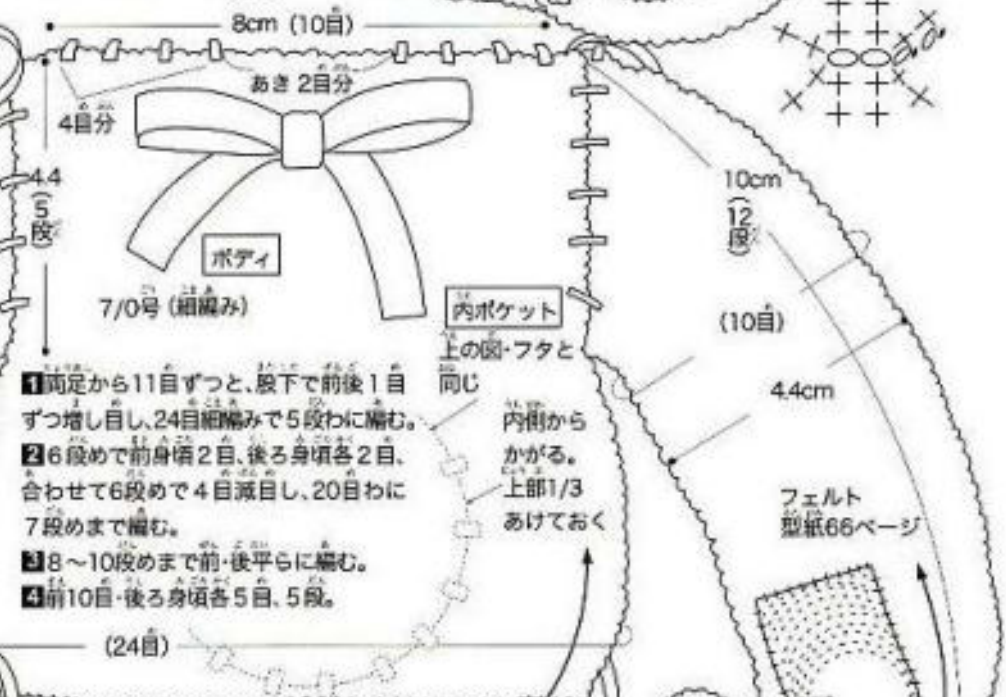 8cm (10目)
あき 2目分
4目分
4.4
(5段)
10cm
(12段)
ボディ
7/0号 (細編み)
内ポケット
上の図・フタと
同じ
(10目)
4.4cm
1 両足から11目ずつと、股下で前後1目
ずつ増し目し、24目細編みで5段わに編む。
2 6段めで前身頃2目、後ろ身頃各2目、
合わせて6段めで4目減目し、20目わに
7段めまで編む。
3 8～10段めまで前・後平らに編む。
4 前10目・後ろ身頃各5目、5段。
内側から
かがる。
上部1/3
あけておく
フェルト
型紙66ページ
(24目)